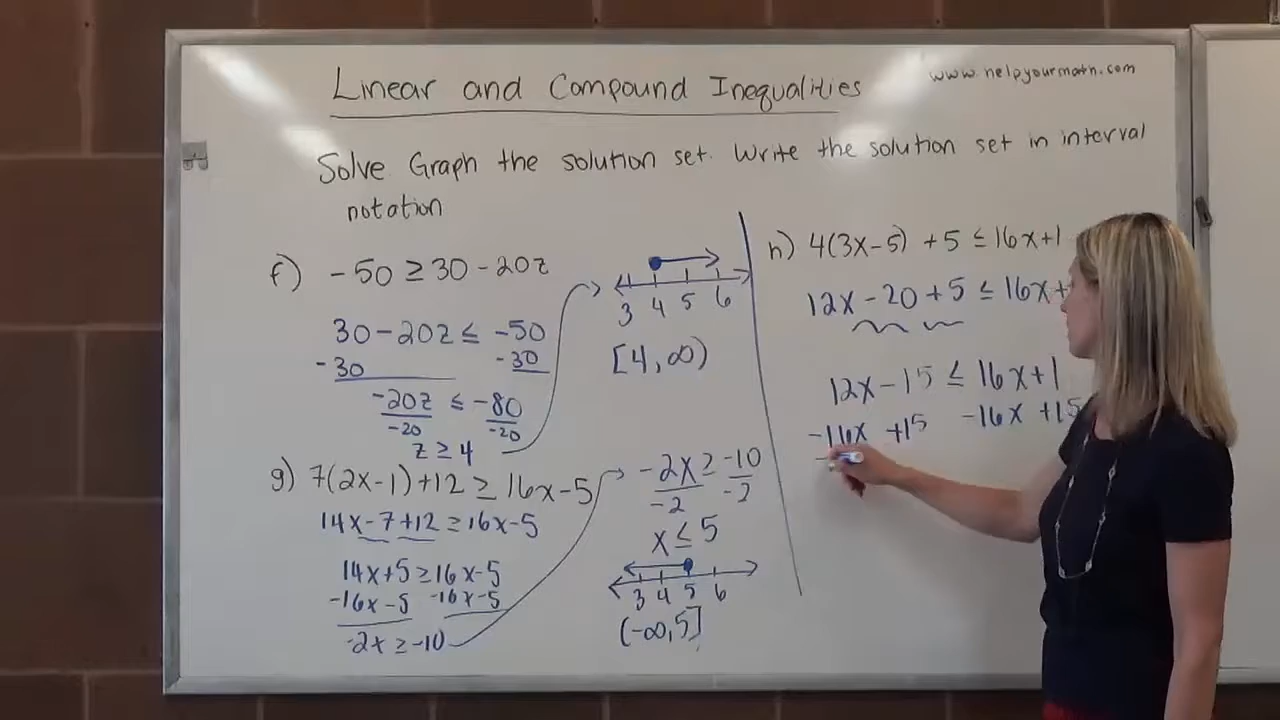 Linear and Compound Inequalities
www.helpyourmath.com
Solve Graph the solution set. Write the solution set in interval
notation
f) -50 ≥ 30 - 20z
30 - 20z ≤ -50
-30 -30
-20z ≤ -80
-20 -20
z ≥ 4
3 4 5 6
[4, ∞)
g) 7(2x-1)+12 ≥ 16x-5
14x-7+12 ≥ 16x-5
14x+5 ≥ 16x-5
-16x-5 -16x-5
-2x ≥ -10
-2x ≥ -10
-2 -2
x ≤ 5
3 4 5 6
(-∞, 5]
h) 4(3x-5) + 5 ≤ 16x+1
12x - 20 + 5 ≤ 16x+
12x - 15 ≤ 16x+1
-16x +15 -16x +15